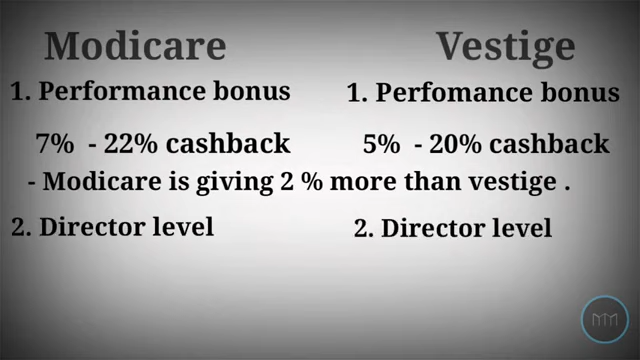 Modicare Vestige
1. Performance bonus 1. Perfomance bonus
7% - 22% cashback 5% - 20% cashback
- Modicare is giving 2 % more than vestige .
2. Director level 2. Director level